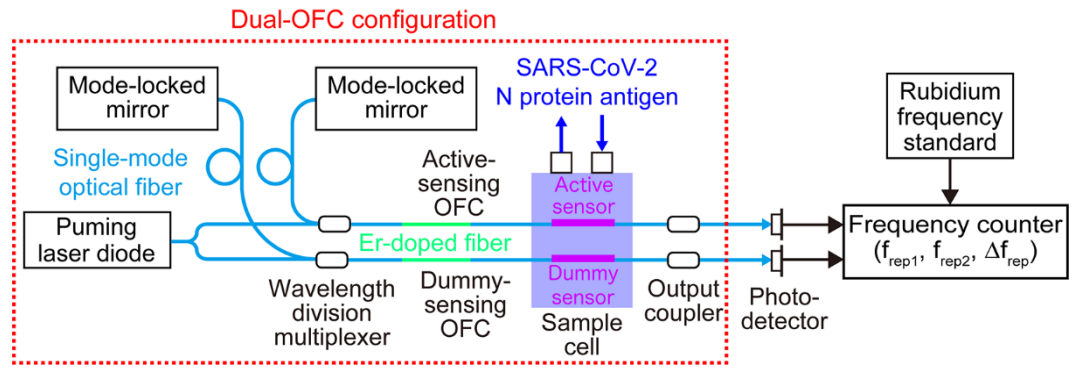 Dual-OFC configuration
Mode-locked
mirror
Mode-locked
mirror
SARS-CoV-2
N protein antigen
Rubidium
frequency
standard
Single-mode
optical fiber
Active-
sensing
OFC
Active
sensor
Puming
laser diode
Er-doped fiber
Frequency counter
(frep1, frep2, Δfrep)
Wavelength
division
multiplexer
Dummy-
sensing
OFC
Dummy
sensor
Sample
cell
Output
coupler
Photo-
detector